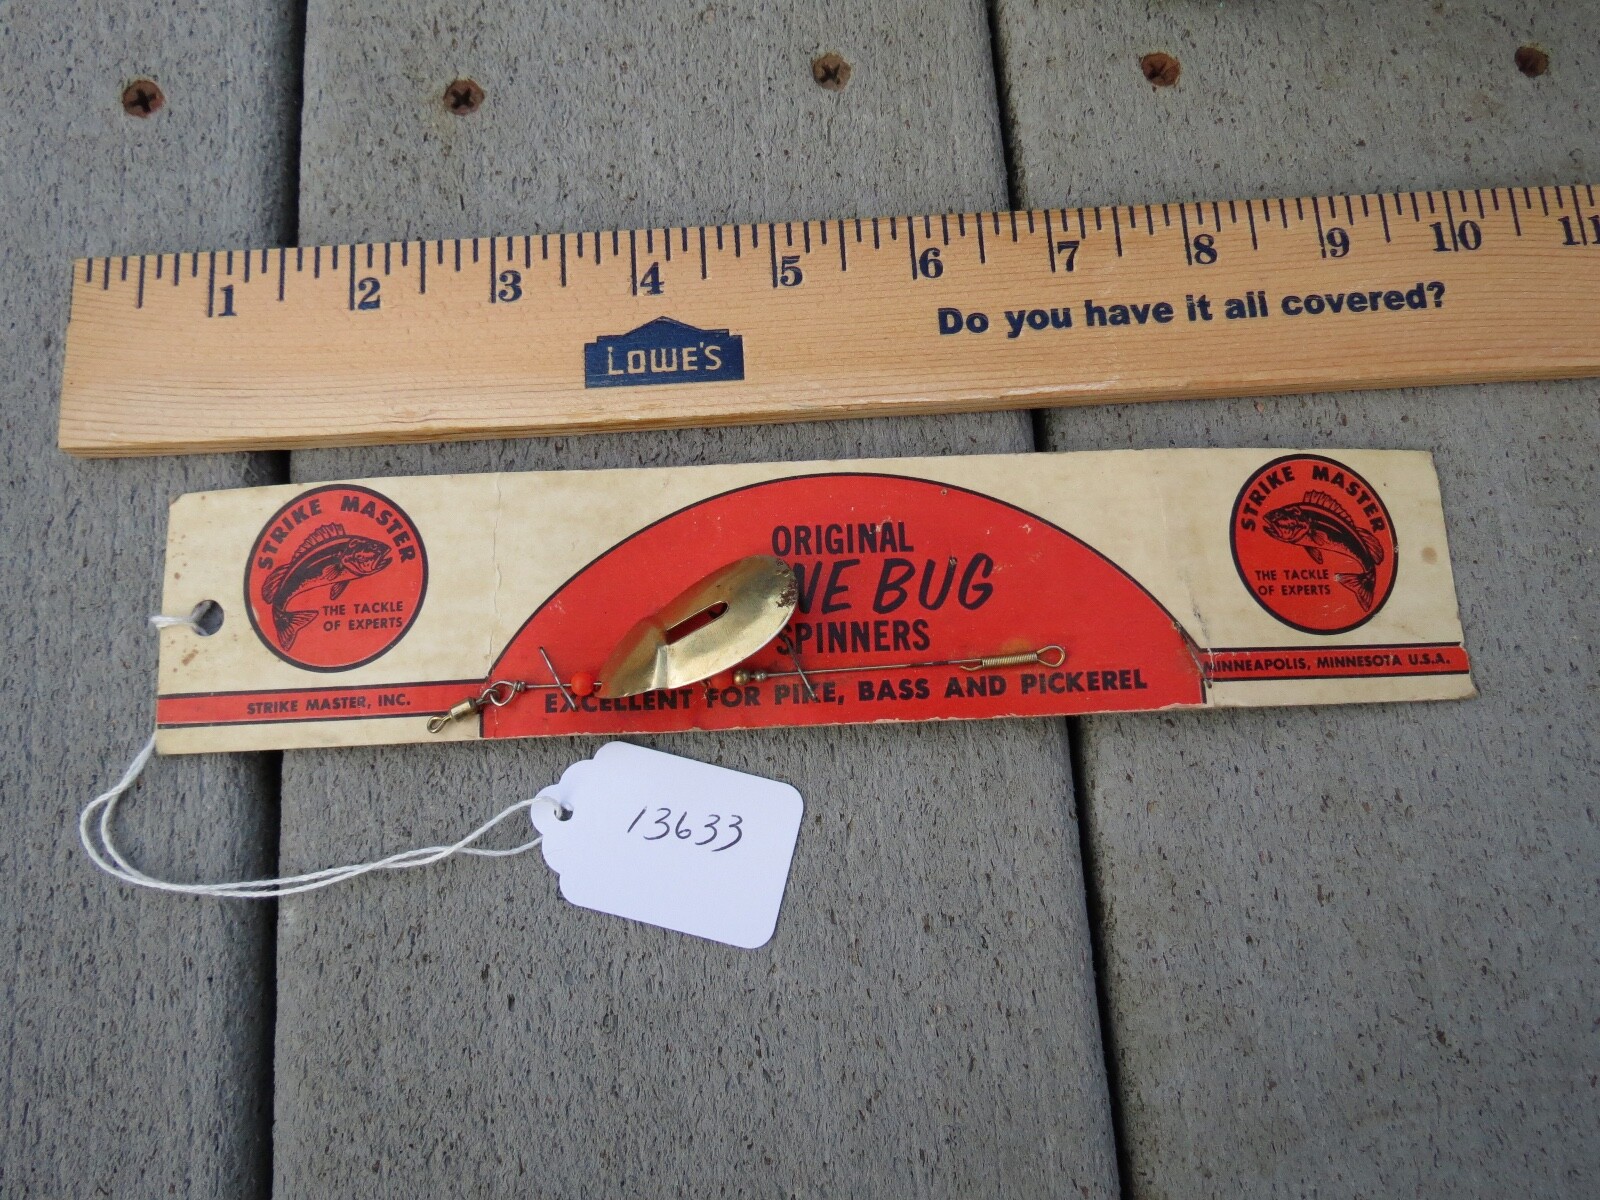 1 2 3 4 5 6 7 8 9 10 11
LOWE'S
Do you have it all covered?
STRIKE MASTER
THE TACKLE
OF EXPERTS
STRIKE MASTER, INC.
ORIGINAL
NE BUG
SPINNERS
EXCELLENT FOR PIKE, BASS AND PICKEREL
STRIKE MASTER
THE TACKLE
OF EXPERTS
MINNEAPOLIS, MINNESOTA U.S.A.
13633